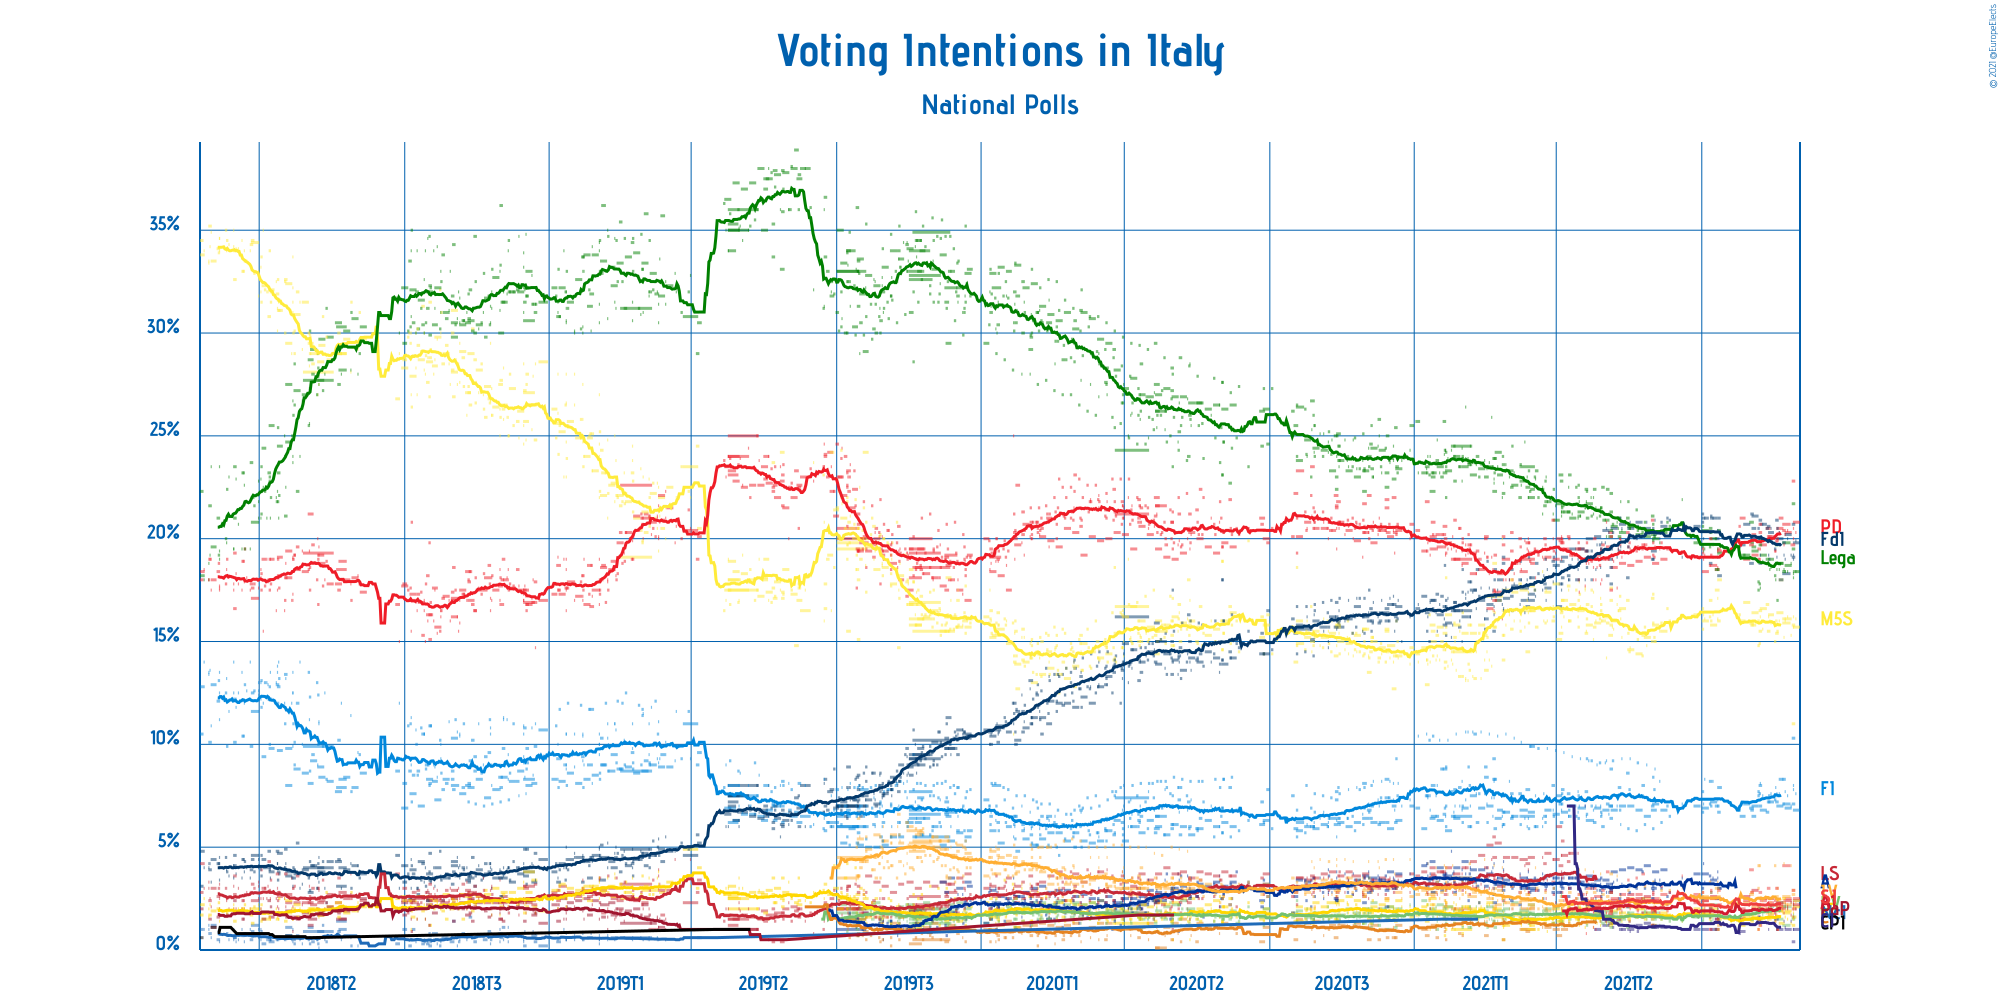 Voting Intentions in Italy
National Polls
© 2021 @EuropeElects
35%
30%
25%
20%
15%
10%
5%
0%
PD
FdI
Lega
M5S
FI
LS
A
2018T2
2018T3
2019T1
2019T2
2019T3
2020T1
2020T2
2020T3
2021T1
2021T2